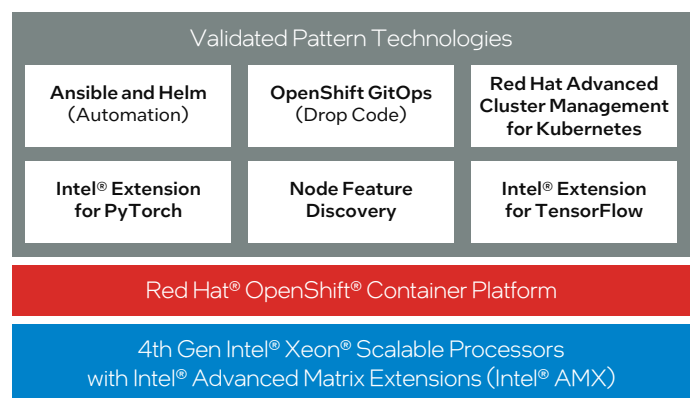 Validated Pattern Technologies
Ansible and Helm
(Automation)
OpenShift GitOps
(Drop Code)
Red Hat Advanced
Cluster Management
for Kubernetes
Intel® Extension
for PyTorch
Node Feature
Discovery
Intel® Extension
for TensorFlow
Red Hat® OpenShift® Container Platform
4th Gen Intel® Xeon® Scalable Processors
with Intel® Advanced Matrix Extensions (Intel® AMX)